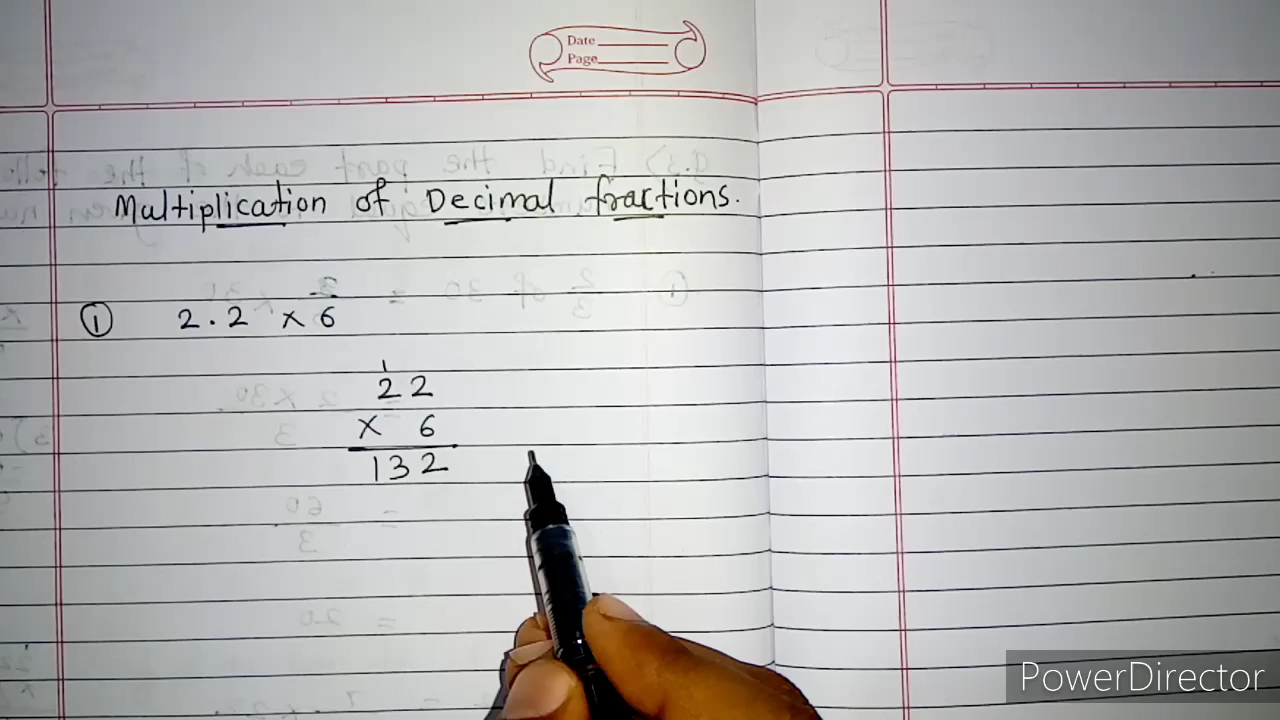 Date
Page
Multiplication of Decimal fractions.
① 2.2 × 6
1
22
× 6
132
PowerDirector